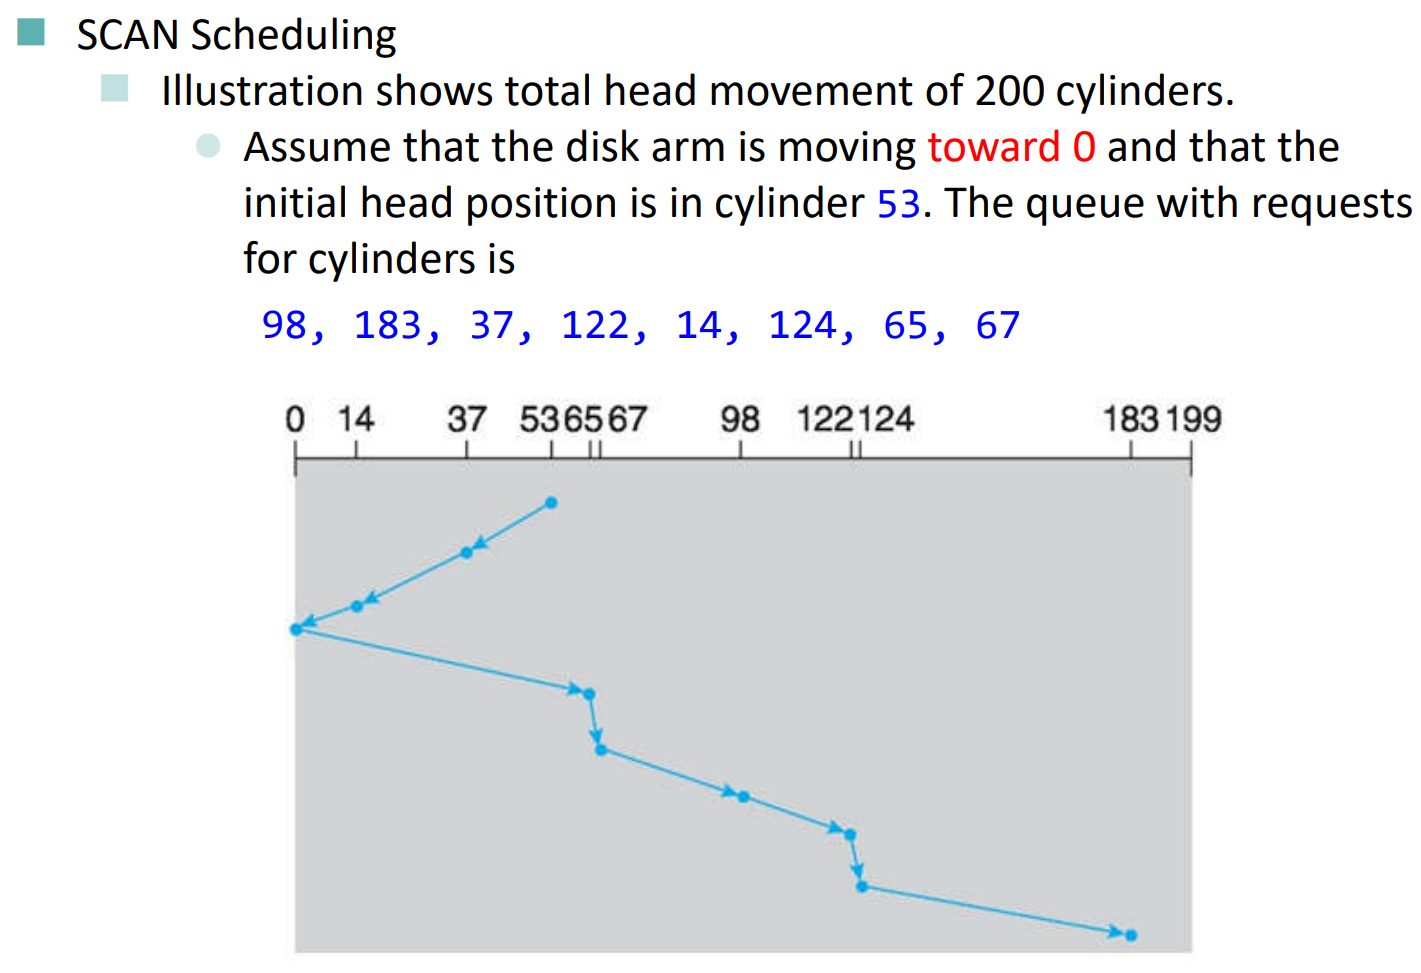 SCAN Scheduling
Illustration shows total head movement of 200 cylinders.
Assume that the disk arm is moving toward 0 and that the
initial head position is in cylinder 53. The queue with requests
for cylinders is
98, 183, 37, 122, 14, 124, 65, 67
0 14 37 53 65 67 98 122 124 183 199